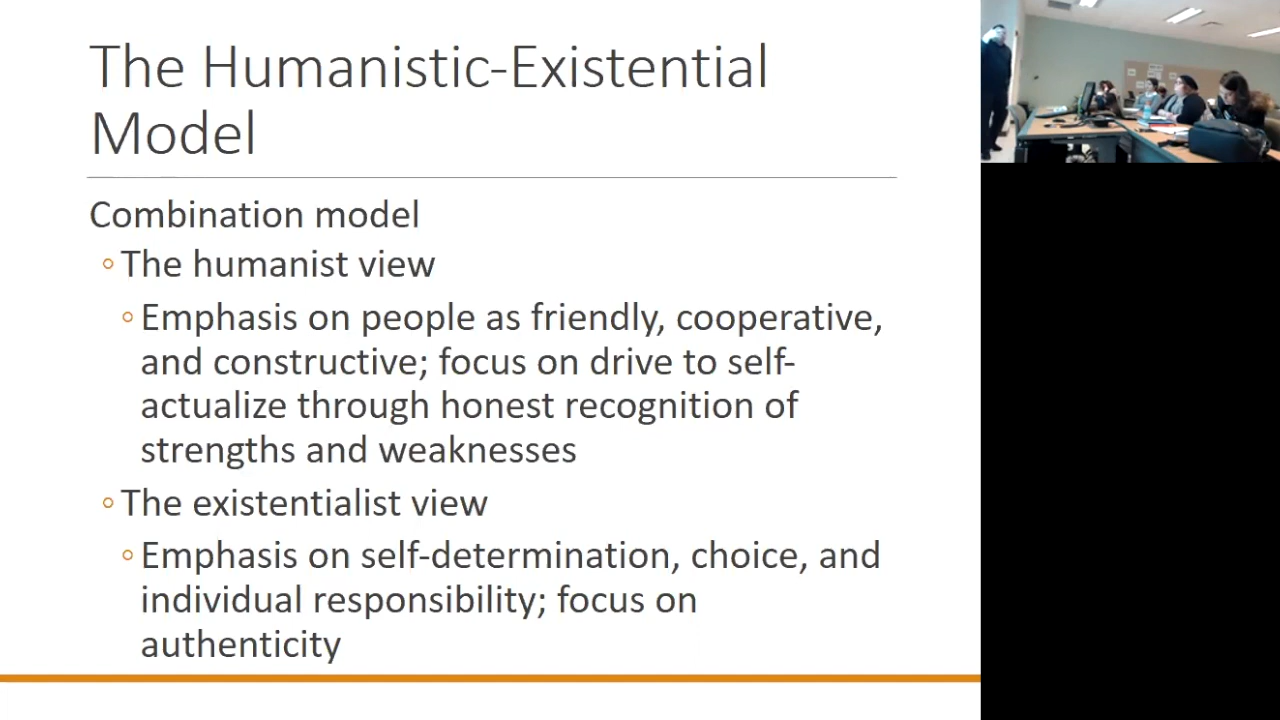 The Humanistic-Existential
Model
Combination model
◦ The humanist view
◦ Emphasis on people as friendly, cooperative,
and constructive; focus on drive to self-
actualize through honest recognition of
strengths and weaknesses
◦ The existentialist view
◦ Emphasis on self-determination, choice, and
individual responsibility; focus on
authenticity